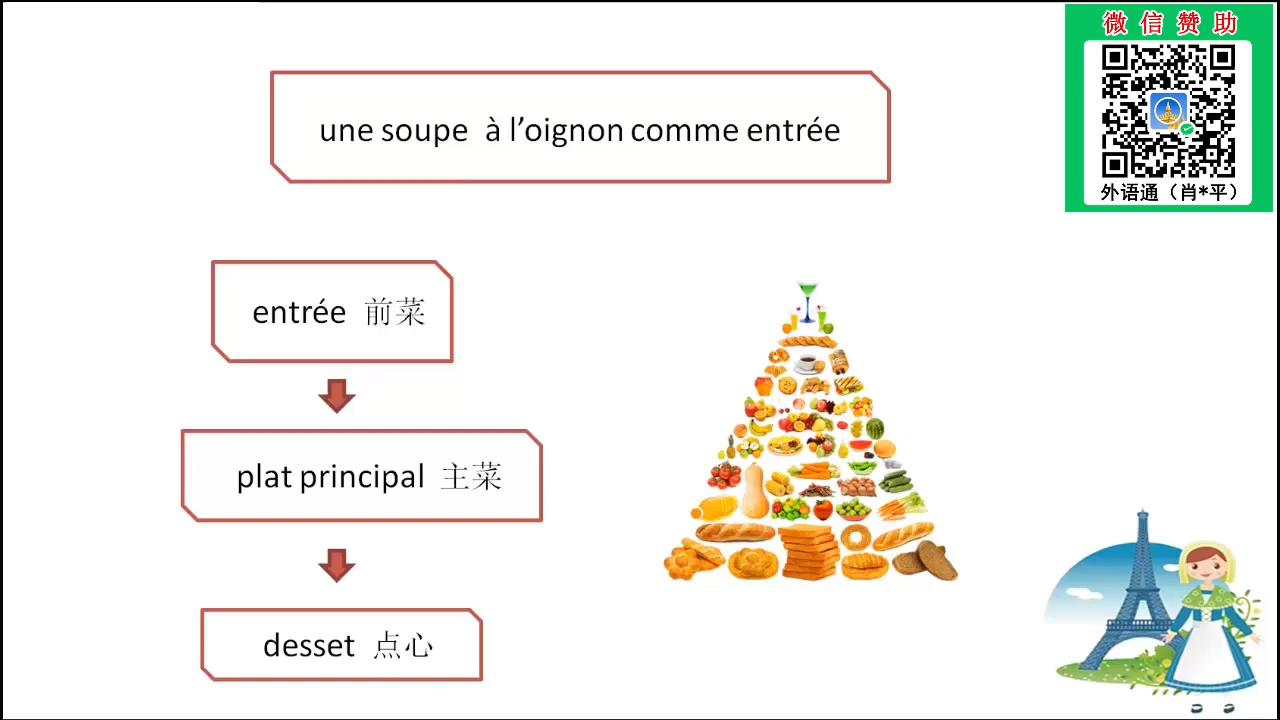 微信赞助
外语通（肖*平）
une soupe à l’oignon comme entrée
entrée 前菜
plat principal 主菜
desset 点心